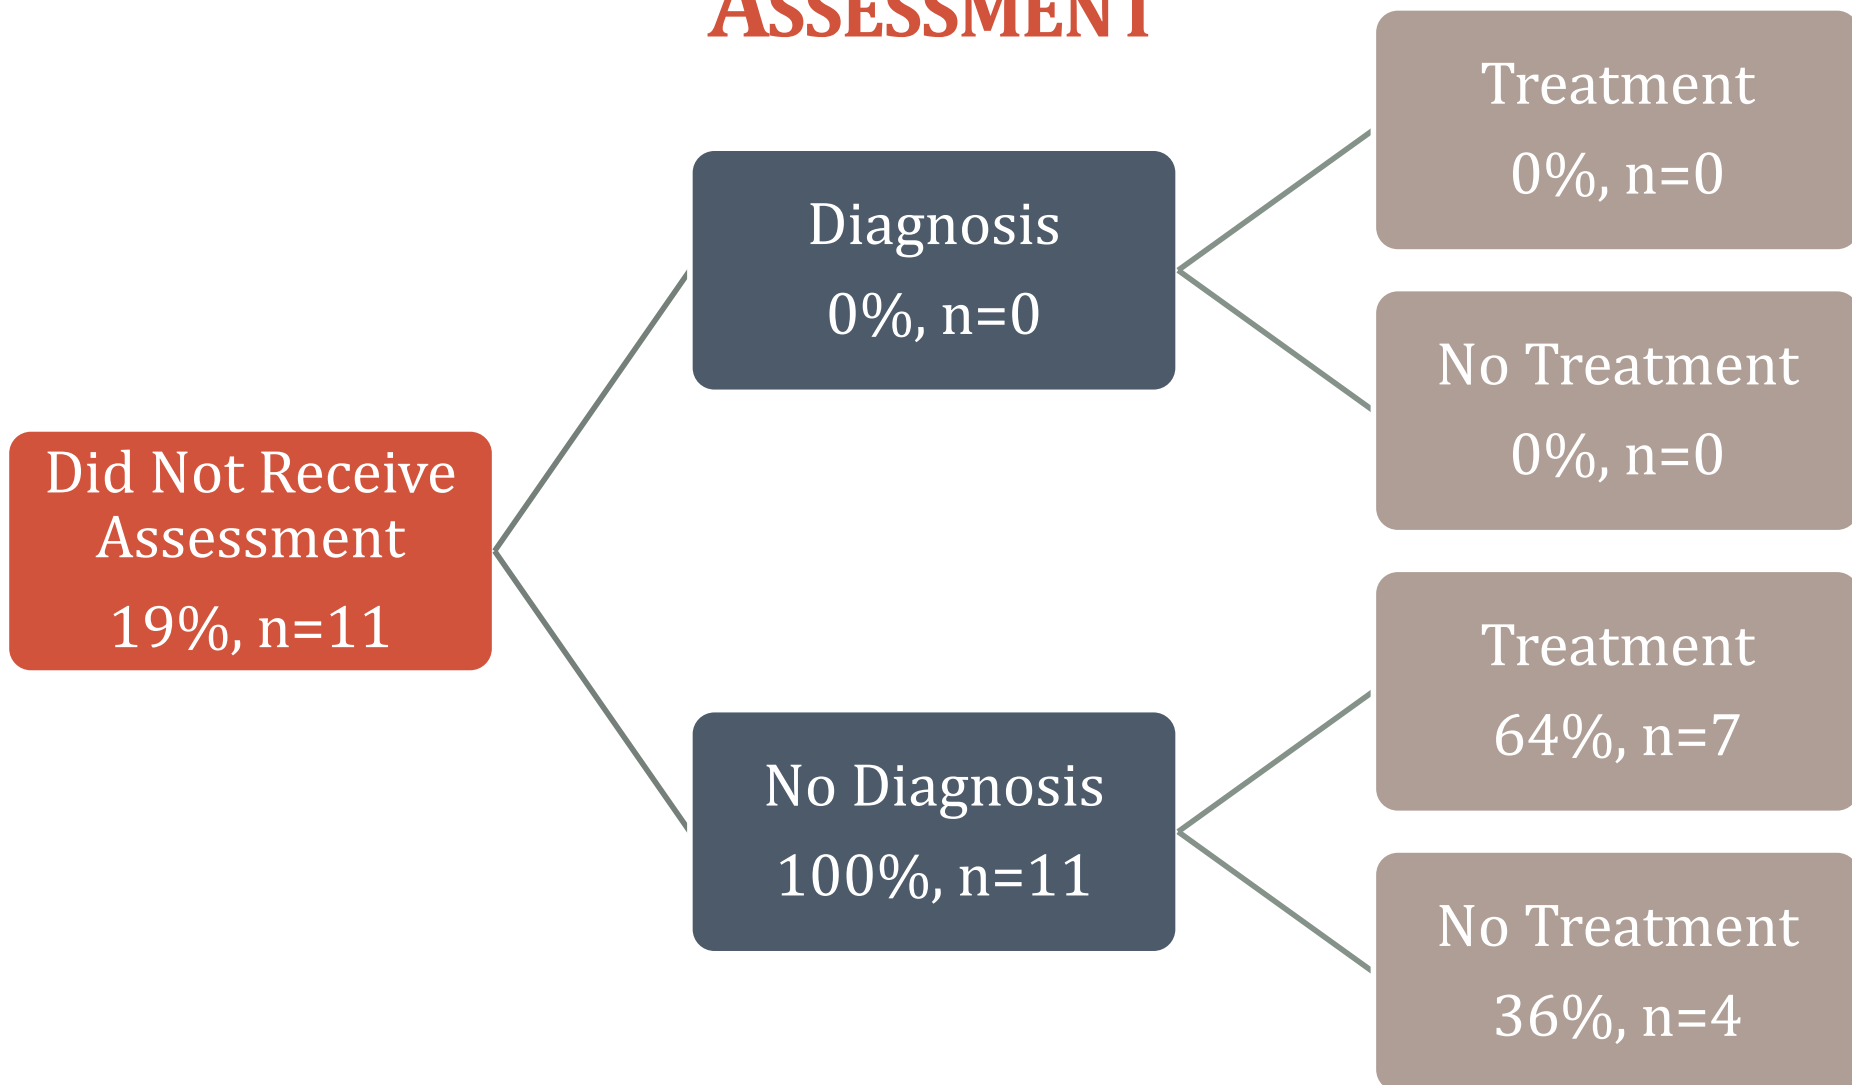 ASSESSMENT
Treatment
0%, n=0
Diagnosis
0%, n=0
No Treatment
0%, n=0
Did Not Receive
Assessment
19%, n=11
Treatment
64%, n=7
No Diagnosis
100%, n=11
No Treatment
36%, n=4